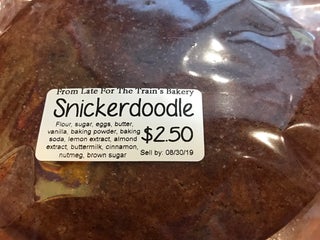 From Late For The Train's Bakery
Snickerdoodle
Flour, sugar, eggs, butter,
vanilla, baking powder, baking
soda, lemon extract, almond
extract, buttermilk, cinnamon,
nutmeg, brown sugar
$2.50
Sell by: 08/30/19